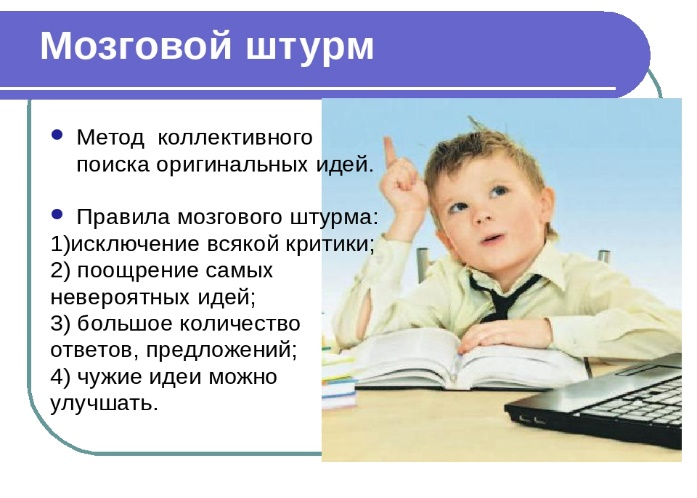 Мозговой штурм
Метод  коллективного
поиска оригинальных идей.
Правила мозгового штурма:
1)исключение всякой критики;
2) поощрение самых
невероятных идей;
3) большое количество
ответов, предложений;
4) чужие идеи можно
улучшать.